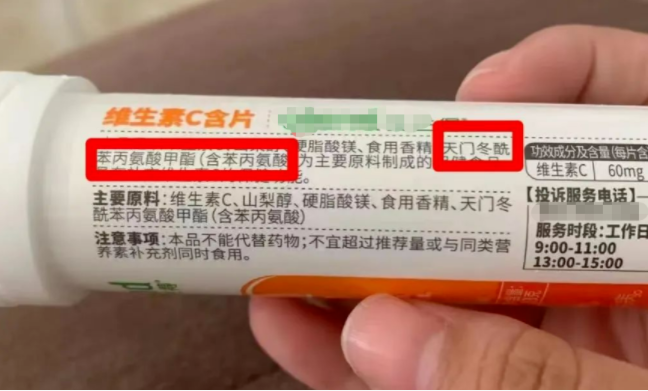 维生素C含片
硬脂酸镁、食用香精、天门冬酰
苯丙氨酸甲酯(含苯丙氨酸 为主要原料制成的
主要原料:维生素C、山梨醇、硬脂酸镁、食用香精、天门冬
酰苯丙氨酸甲酯(含苯丙氨酸)
注意事项:本品不能代替药物;不宜超过推荐量或与同类营
养素补充剂同时食用。
功效成分及含量(每片含
维生素C 60mg
【投诉服务电话】
服务时段:工作日
9:00-11:00
13:00-15:00